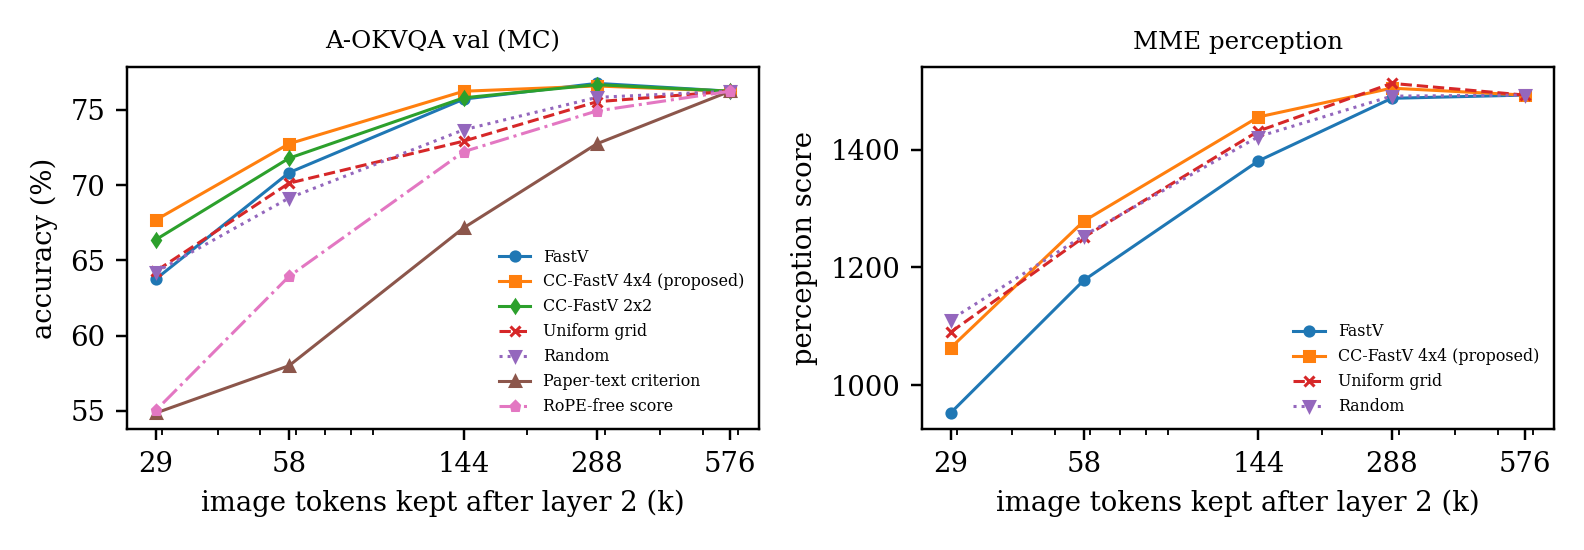 A-OKVQA val (MC)
accuracy (%)
75
70
65
60
55
FastV
CC-FastV 4x4 (proposed)
CC-FastV 2x2
Uniform grid
Random
Paper-text criterion
RoPE-free score
29 58 144 288 576
image tokens kept after layer 2 (k)
MME perception
perception score
1400
1200
1000
FastV
CC-FastV 4x4 (proposed)
Uniform grid
Random
29 58 144 288 576
image tokens kept after layer 2 (k)